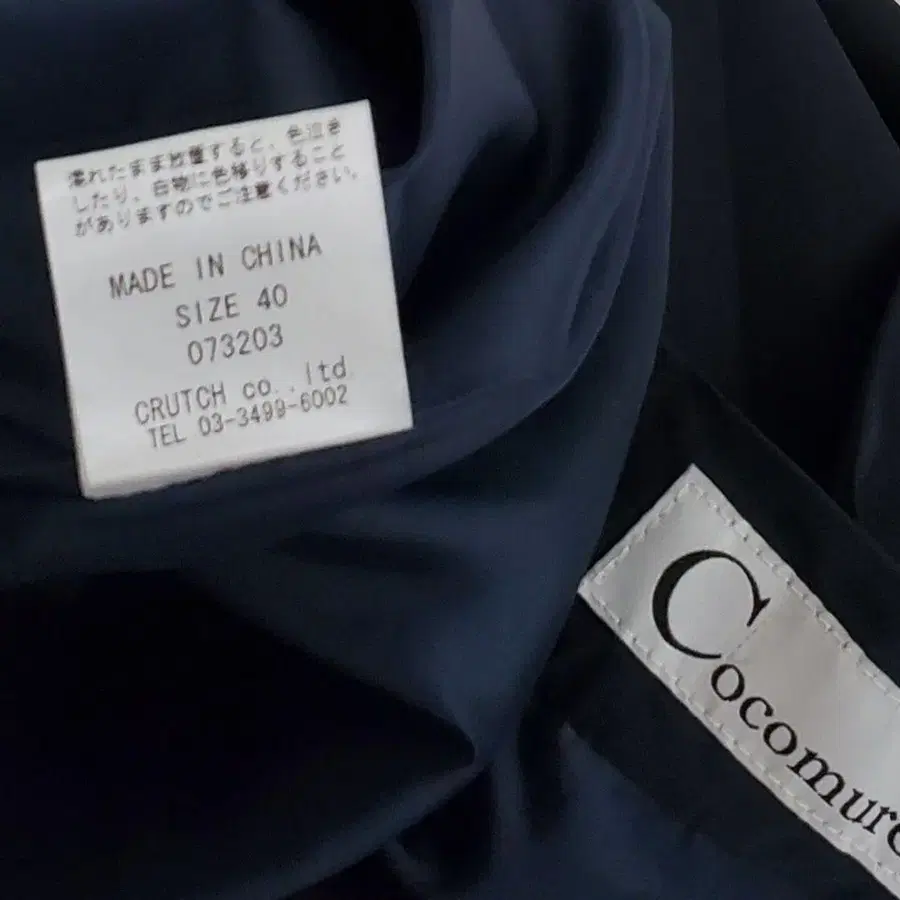 濡れたまま放置すると、色泣き
したり、白物に色移りすること
がありますのでご注意ください。
MADE IN CHINA
SIZE 40
073203
CRUTCH co..ltd
TEL 03-3499-6002
Cocomure